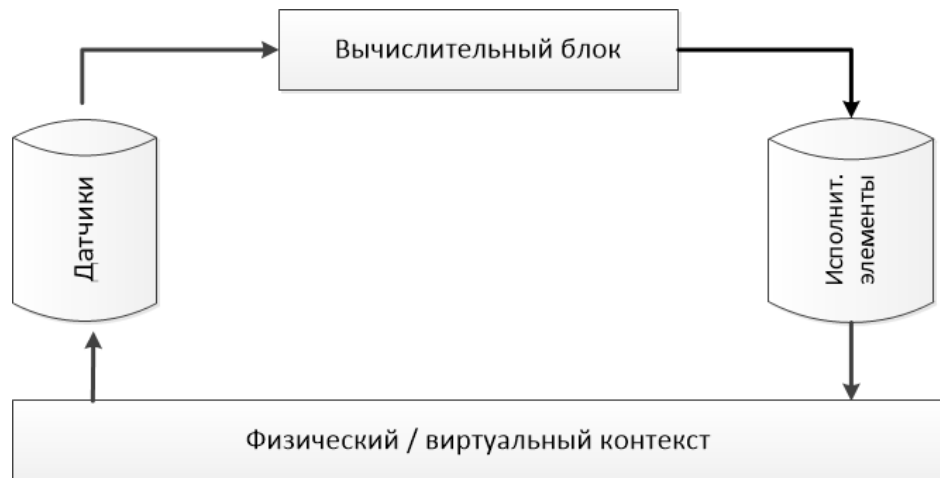 Вычислительный блок
Датчики
Исполнит.
элементы
Физический / виртуальный контекст